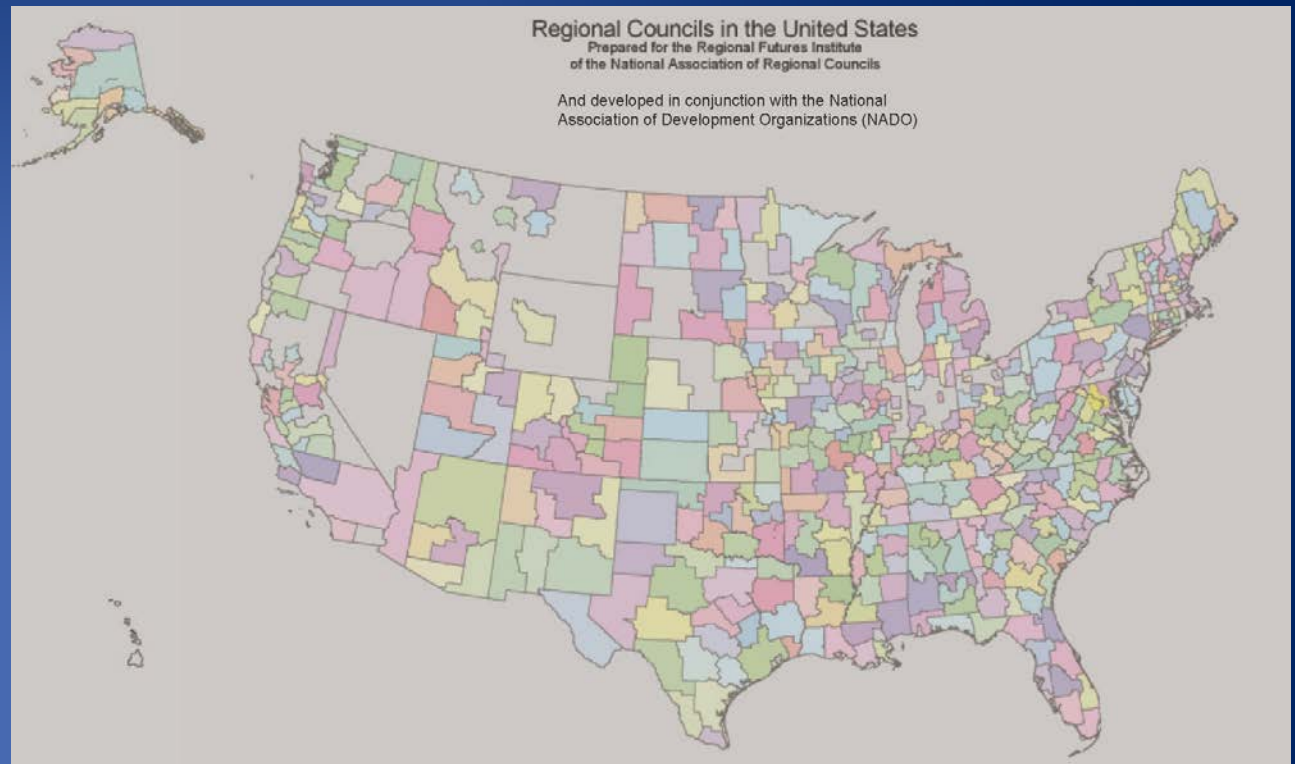 Regional Councils in the United States
Prepared for the Regional Futures Institute
of the National Association of Regional Councils
And developed in conjunction with the National
Association of Development Organizations (NADO)